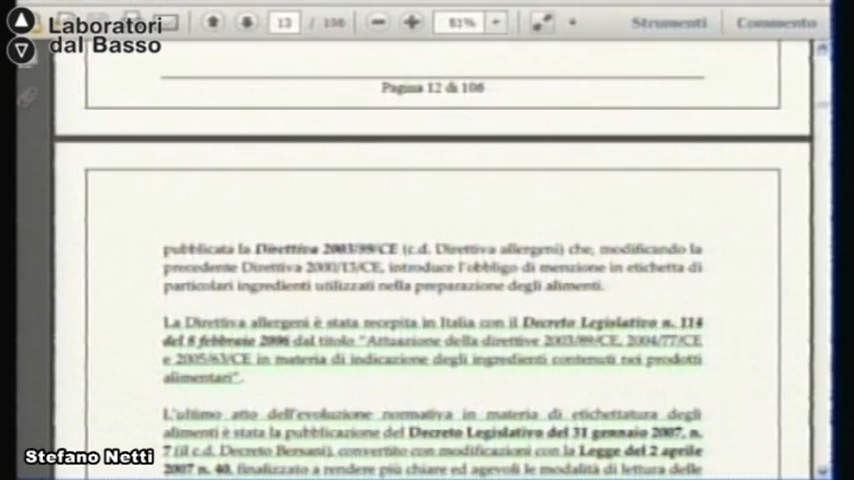 Laboratori
dal Basso
13 / 106
81%
Strumenti
Commento
Pagina 12 di 106
pubblicata la Direttiva 2003/89/CE (c.d. Direttiva allergeni) che, modificando la
precedente Direttiva 2000/13/CE, introduce l'obbligo di menzione in etichetta di
particolari ingredienti utilizzati nella preparazione degli alimenti.
La Direttiva allergeni è stata recepita in Italia con il Decreto Legislativo n. 114
del 8 febbraio 2006 dal titolo "Attuazione della direttive 2003/89/CE, 2004/77/CE
e 2005/63/CE in materia di indicazione degli ingredienti contenuti nei prodotti
alimentari".
L'ultimo atto dell'evoluzione normativa in materia di etichettatura degli
alimenti è stata la pubblicazione del Decreto Legislativo del 31 gennaio 2007, n.
7 (il c.d. Decreto Bersani), convertito con modificazioni con la Legge del 2 aprile
2007 n. 40, finalizzato a rendere più chiare ed agevoli le modalità di lettura delle
Stefano Netti